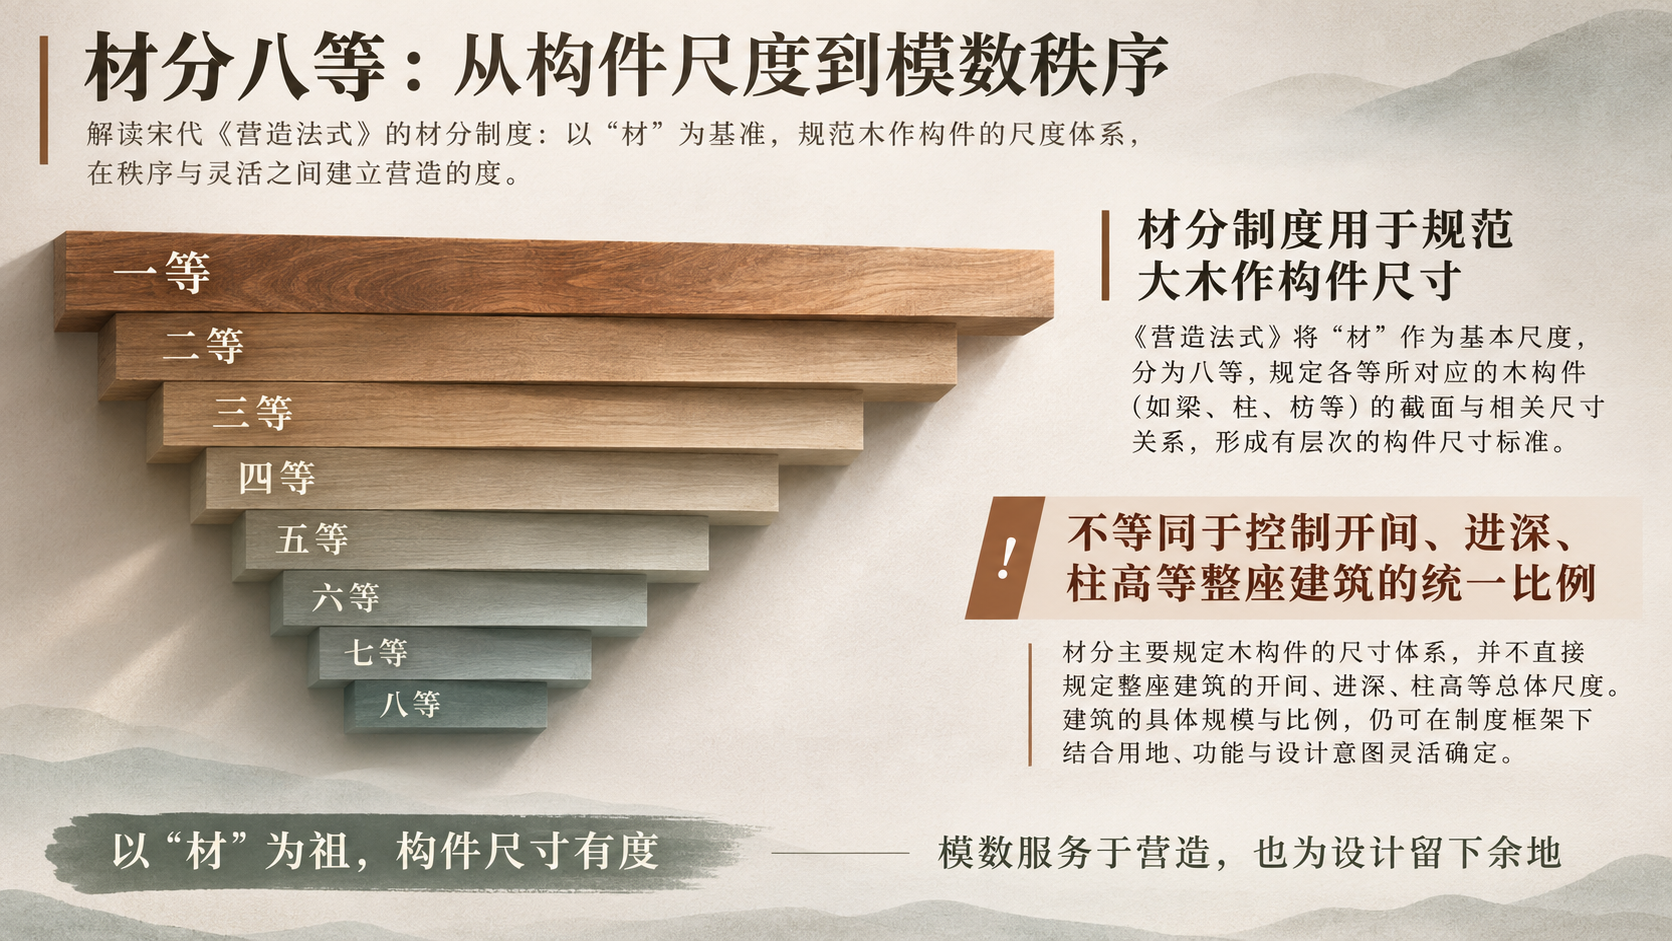 材分八等：从构件尺度到模数秩序
解读宋代《营造法式》的材分制度：以“材”为基准，规范木作构件的尺度体系，
在秩序与灵活之间建立营造的度。
一等
二等
三等
四等
五等
六等
七等
八等
材分制度用于规范
大木作构件尺寸
《营造法式》将“材”作为基本尺度，
分为八等，规定各等所对应的木构件
（如梁、柱、枋等）的截面与相关尺寸
关系，形成有层次的构件尺寸标准。
!
不等同于控制开间、进深、
柱高等整座建筑的统一比例
材分主要规定木构件的尺寸体系，并不直接
规定整座建筑的开间、进深、柱高等总体尺度。
建筑的具体规模与比例，仍可在制度框架下
结合用地、功能与设计意图灵活确定。
以“材”为祖，构件尺寸有度
模数服务于营造，也为设计留下余地